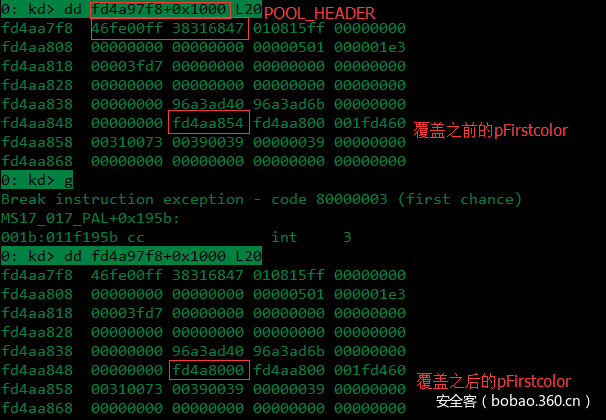 0: kd> dd fd4a97f8+0x1000 L20 POOL_HEADER
fd4aa7f8  46fe00ff 38316847 010815ff 00000000
fd4aa808  00000000 00000000 00000501 000001e3
fd4aa818  00003fd7 00000000 00000000 00000000
fd4aa828  00000000 00000000 00000000 00000000
fd4aa838  00000000 96a3ad40 96a3ad6b 00000000
fd4aa848  00000000 fd4aa854 fd4aa800 001fd460 覆盖之前的pFirstcolor
fd4aa858  00310073 00390039 00000039 00000000
fd4aa868  00000000 00000000 00000000 00000000
0: kd> g
Break instruction exception - code 80000003 (first chance)
MS17_017_PAL+0x195b:
001b:011f195b cc              int     3
0: kd> dd fd4a97f8+0x1000 L20
fd4aa7f8  46fe00ff 38316847 010815ff 00000000
fd4aa808  00000000 00000000 00000501 000001e3
fd4aa818  00003fd7 00000000 00000000 00000000
fd4aa828  00000000 00000000 00000000 00000000
fd4aa838  00000000 96a3ad40 96a3ad6b 00000000
fd4aa848  00000000 fd4a8000 fd4aa800 001fd460 覆盖之后的pFirstcolor
fd4aa858  00310073 00390039 00000039 00000000
fd4aa868  00000000 00000000 00000000 00000000
安全客（bobao.360.cn）